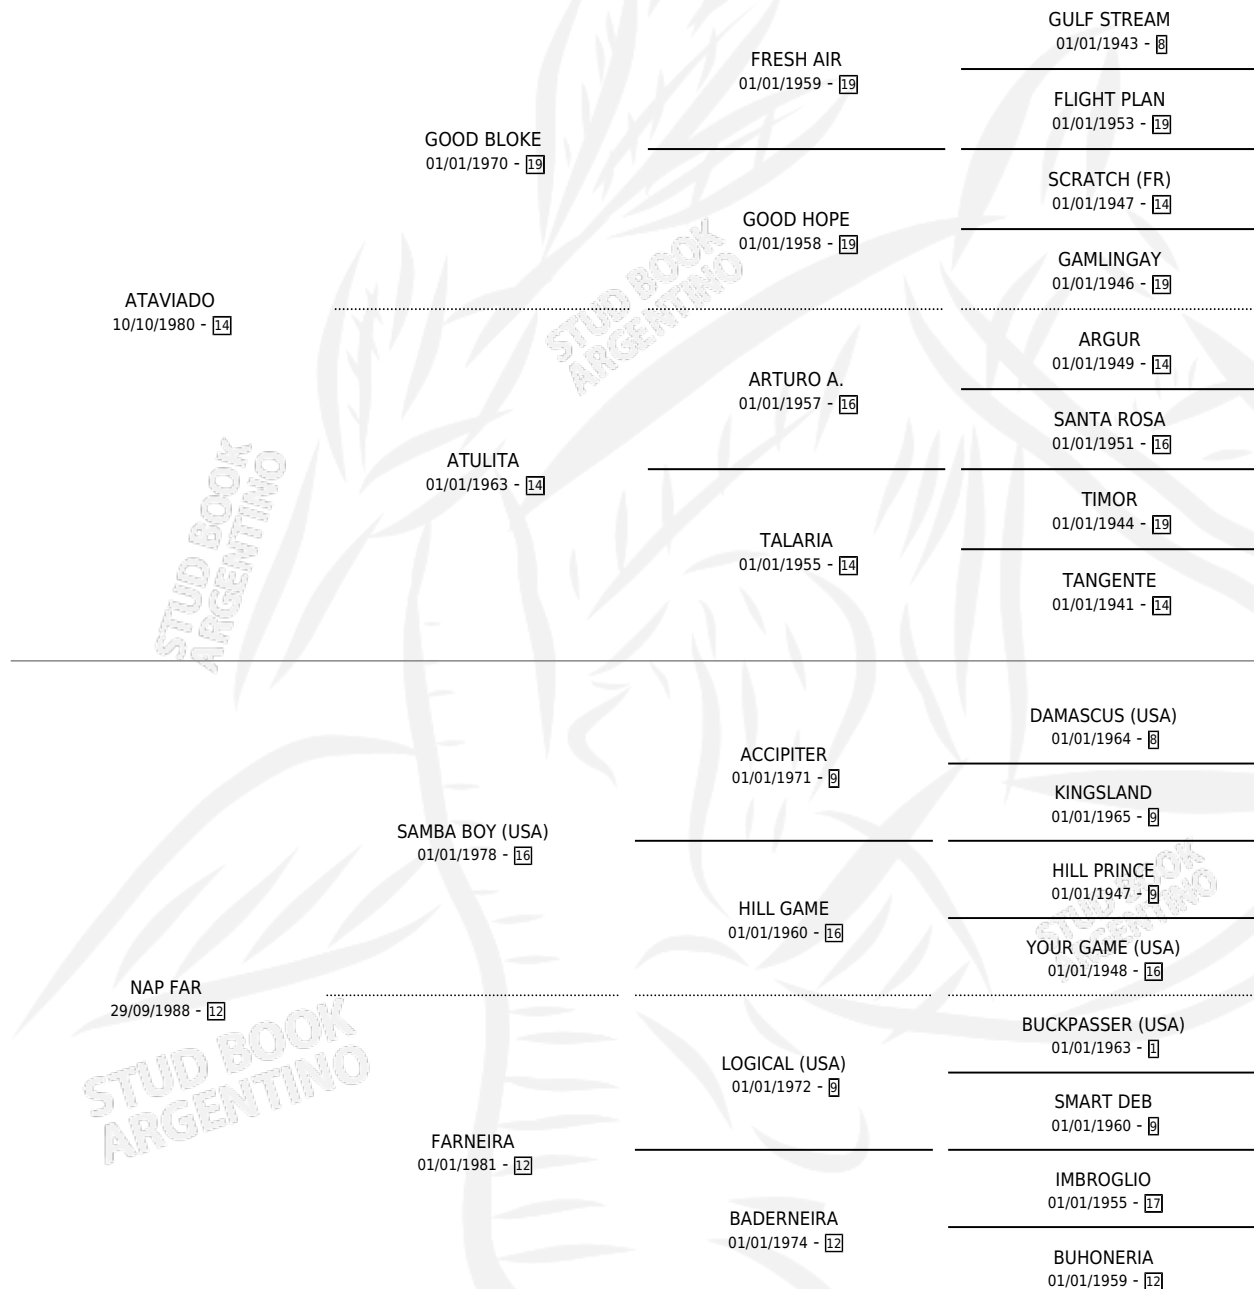 GULF STREAM
01/01/1943 - 8
FRESH AIR
01/01/1959 - 19
FLIGHT PLAN
01/01/1953 - 19
GOOD BLOKE
01/01/1970 - 19
SCRATCH (FR)
01/01/1947 - 14
GOOD HOPE
01/01/1958 - 19
GAMLINGAY
01/01/1946 - 19
ATAVIADO
10/10/1980 - 14
ARGUR
01/01/1949 - 14
ARTURO A.
01/01/1957 - 16
SANTA ROSA
01/01/1951 - 16
ATULITA
01/01/1963 - 14
TIMOR
01/01/1944 - 19
TALARIA
01/01/1955 - 14
TANGENTE
01/01/1941 - 14
DAMASCUS (USA)
01/01/1964 - 8
ACCIPITER
01/01/1971 - 9
KINGSLAND
01/01/1965 - 9
SAMBA BOY (USA)
01/01/1978 - 16
HILL PRINCE
01/01/1947 - 9
HILL GAME
01/01/1960 - 16
YOUR GAME (USA)
01/01/1948 - 16
NAP FAR
29/09/1988 - 12
BUCKPASSER (USA)
01/01/1963 - 1
LOGICAL (USA)
01/01/1972 - 9
SMART DEB
01/01/1960 - 9
FARNEIRA
01/01/1981 - 12
IMBROGLIO
01/01/1955 - 17
BADERNEIRA
01/01/1974 - 12
BUHONERIA
01/01/1959 - 12
STUD BOOK
ARGENTINO
STUD BOOK
ARGENTINO
STUD BOOK
ARGENTINO
STUD BOOK
ARGENTINO